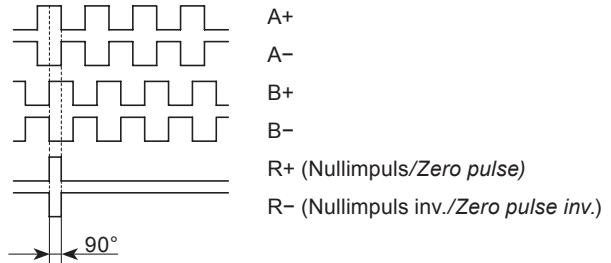 A+
A−
B+
B−
R+ (Nullimpuls/Zero pulse)
R− (Nullimpuls inv./Zero pulse inv.)
90°